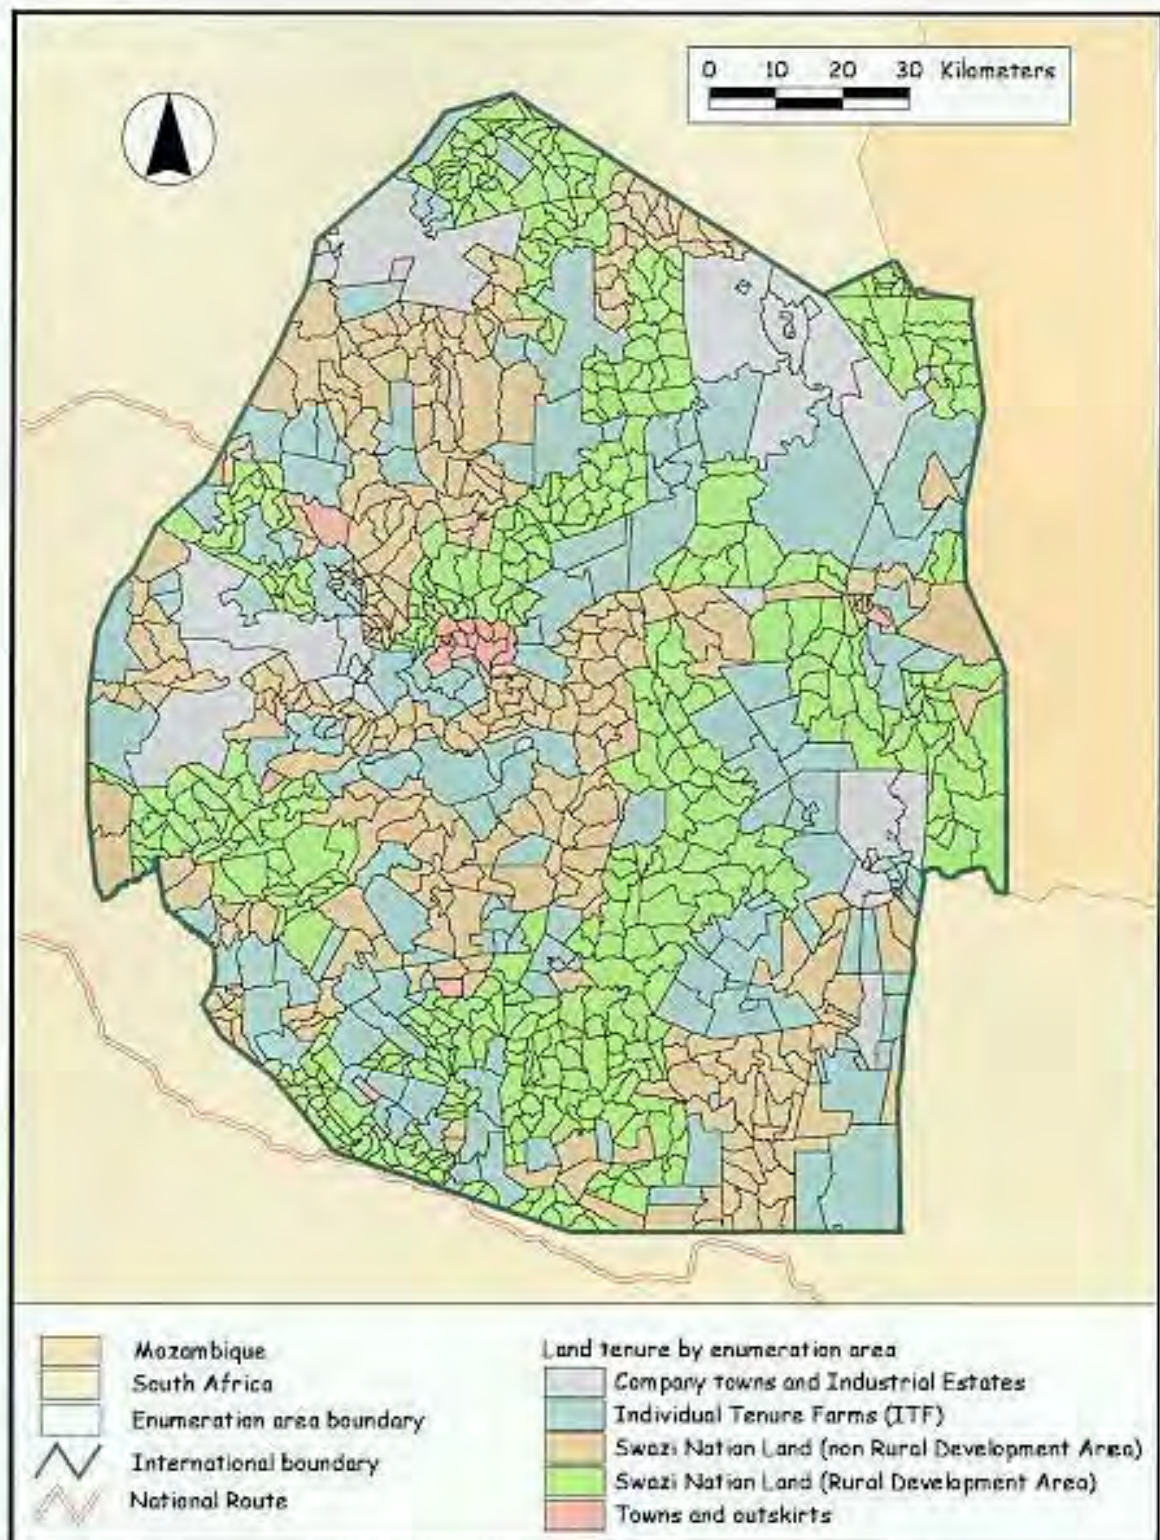 0 10 20 30 Kilometers
Mozambique
South Africa
Enumeration area boundary
International boundary
National Route
Land tenure by enumeration area
Company towns and Industrial Estates
Individual Tenure Farms (ITF)
Swazi Nation Land (non Rural Development Area)
Swazi Nation Land (Rural Development Area)
Towns and outskirts